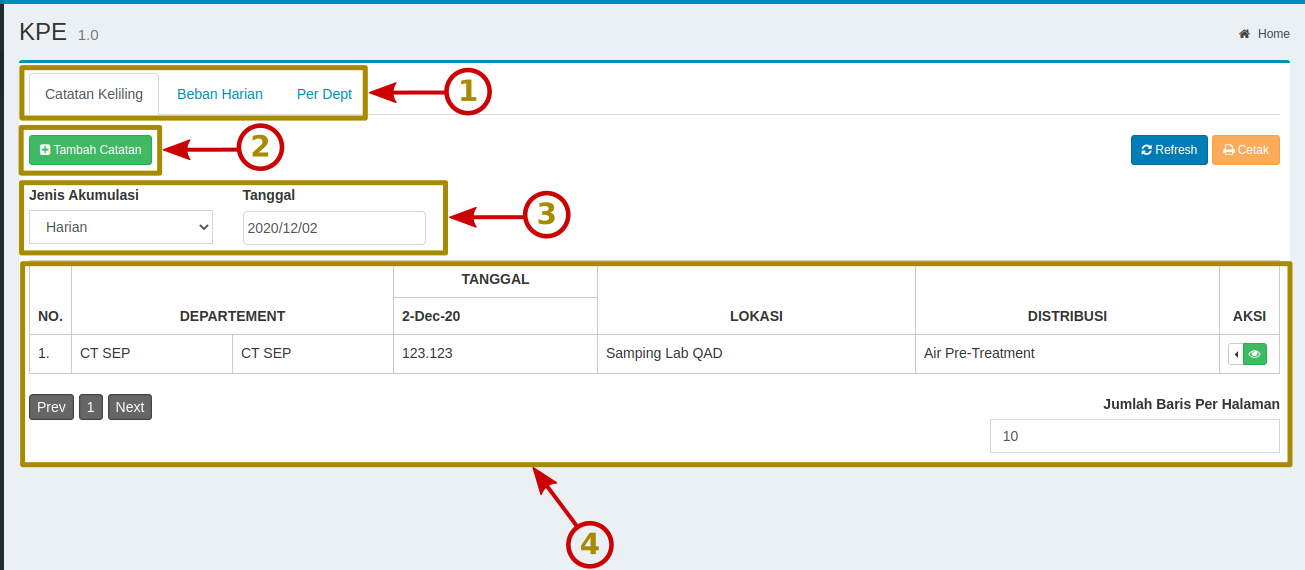 KPE 1.0
Home
Catatan Keliling Beban Harian Per Dept
1
Tambah Catatan
2
Refresh Cetak
Jenis Akumulasi Tanggal
Harian 2020/12/02
3
NO. DEPARTEMENT TANGGAL LOKASI DISTRIBUSI AKSI
2-Dec-20
1. CT SEP CT SEP 123.123 Samping Lab QAD Air Pre-Treatment
Prev 1 Next
Jumlah Baris Per Halaman
10
4